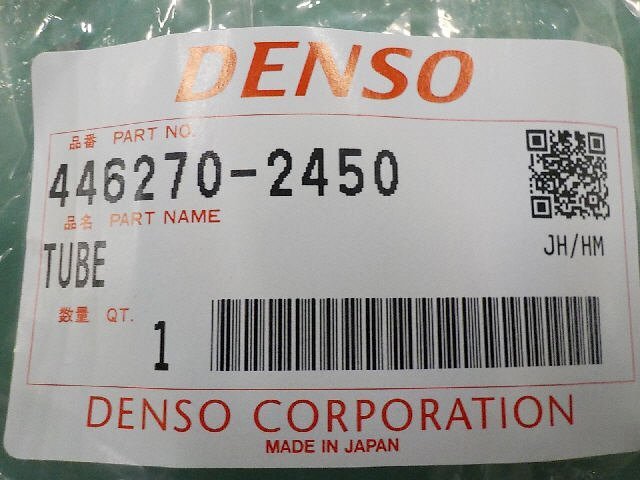 DENSO
品番 PART NO.
446270-2450
品名 PART NAME
TUBE
JH/HM
数量 QT.
1
DENSO CORPORATION
MADE IN JAPAN